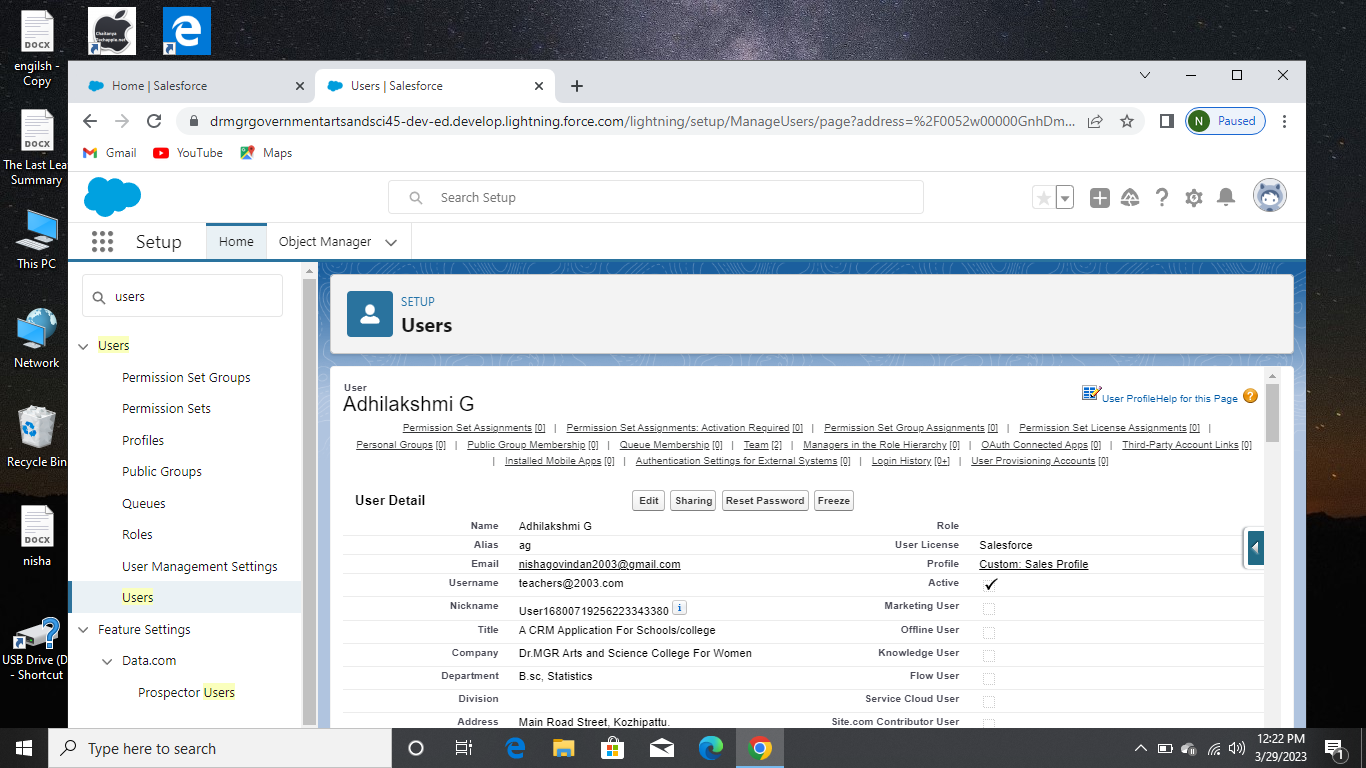 engilsh -
Copy
The Last Lea
Summary
This PC
Network
Recycle Bin
DOCX
nisha
USB Drive (D
- Shortcut
Home | Salesforce
Users | Salesforce
drmgrgovernmentartsandsci45-dev-ed.develop.lightning.force.com/lightning/setup/ManageUsers/page?address=%2F0052w00000GnhDm...
N Paused
Gmail YouTube Maps
Search Setup
Setup Home Object Manager
users
Users
Permission Set Groups
Permission Sets
Profiles
Public Groups
Queues
Roles
User Management Settings
Users
Feature Settings
Data.com
Prospector Users
SETUP
Users
User
Adhilakshmi G
User Profile Help for this Page ?
Permission Set Assignments [0] | Permission Set Assignments: Activation Required [0] | Permission Set Group Assignments [0] | Permission Set License Assignments [0] |
Personal Groups [0] | Public Group Membership [0] | Queue Membership [0] | Team [2] | Managers in the Role Hierarchy [0] | OAuth Connected Apps [0] | Third-Party Account Links [0]
| Installed Mobile Apps [0] | Authentication Settings for External Systems [0] | Login History [0+] | User Provisioning Accounts [0]
User Detail Edit Sharing Reset Password Freeze
Name Adhilakshmi G Role
Alias ag User License Salesforce
Email nishagovindan2003@gmail.com Profile Custom: Sales Profile
Username teachers@2003.com Active
Nickname User16800719256223343380 i Marketing User
Title A CRM Application For Schools/college Offline User
Company Dr.MGR Arts and Science College For Women Knowledge User
Department B.sc, Statistics Flow User
Division Service Cloud User
Address Main Road Street, Kozhipattu. Site.com Contributor User
Type here to search
12:22 PM
3/29/2023
1